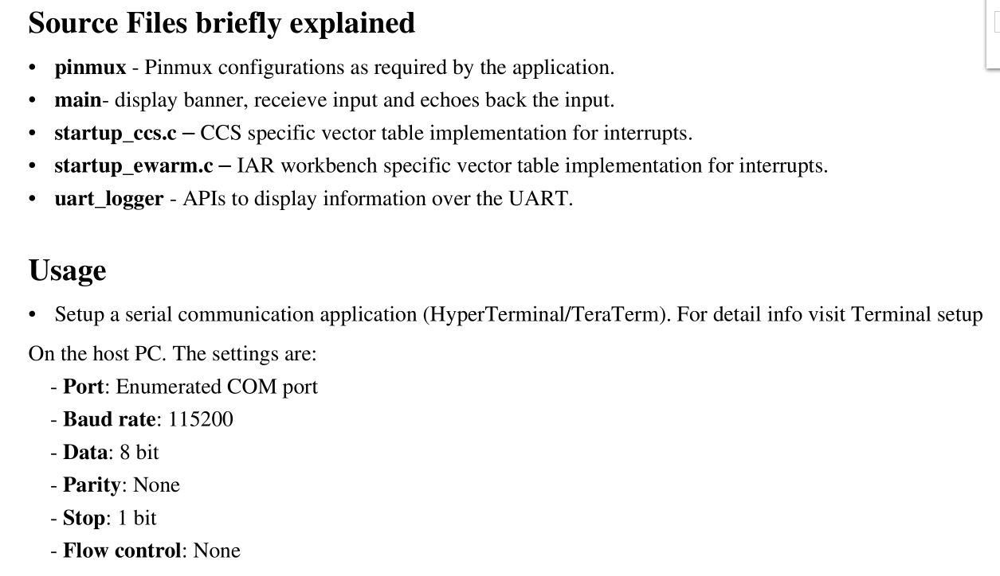 Source Files briefly explained
• pinmux - Pinmux configurations as required by the application.
• main- display banner, receieve input and echoes back the input.
• startup_ccs.c – CCS specific vector table implementation for interrupts.
• startup_ewarm.c – IAR workbench specific vector table implementation for interrupts.
• uart_logger - APIs to display information over the UART.
Usage
• Setup a serial communication application (HyperTerminal/TeraTerm). For detail info visit Terminal setup
On the host PC. The settings are:
- Port: Enumerated COM port
- Baud rate: 115200
- Data: 8 bit
- Parity: None
- Stop: 1 bit
- Flow control: None